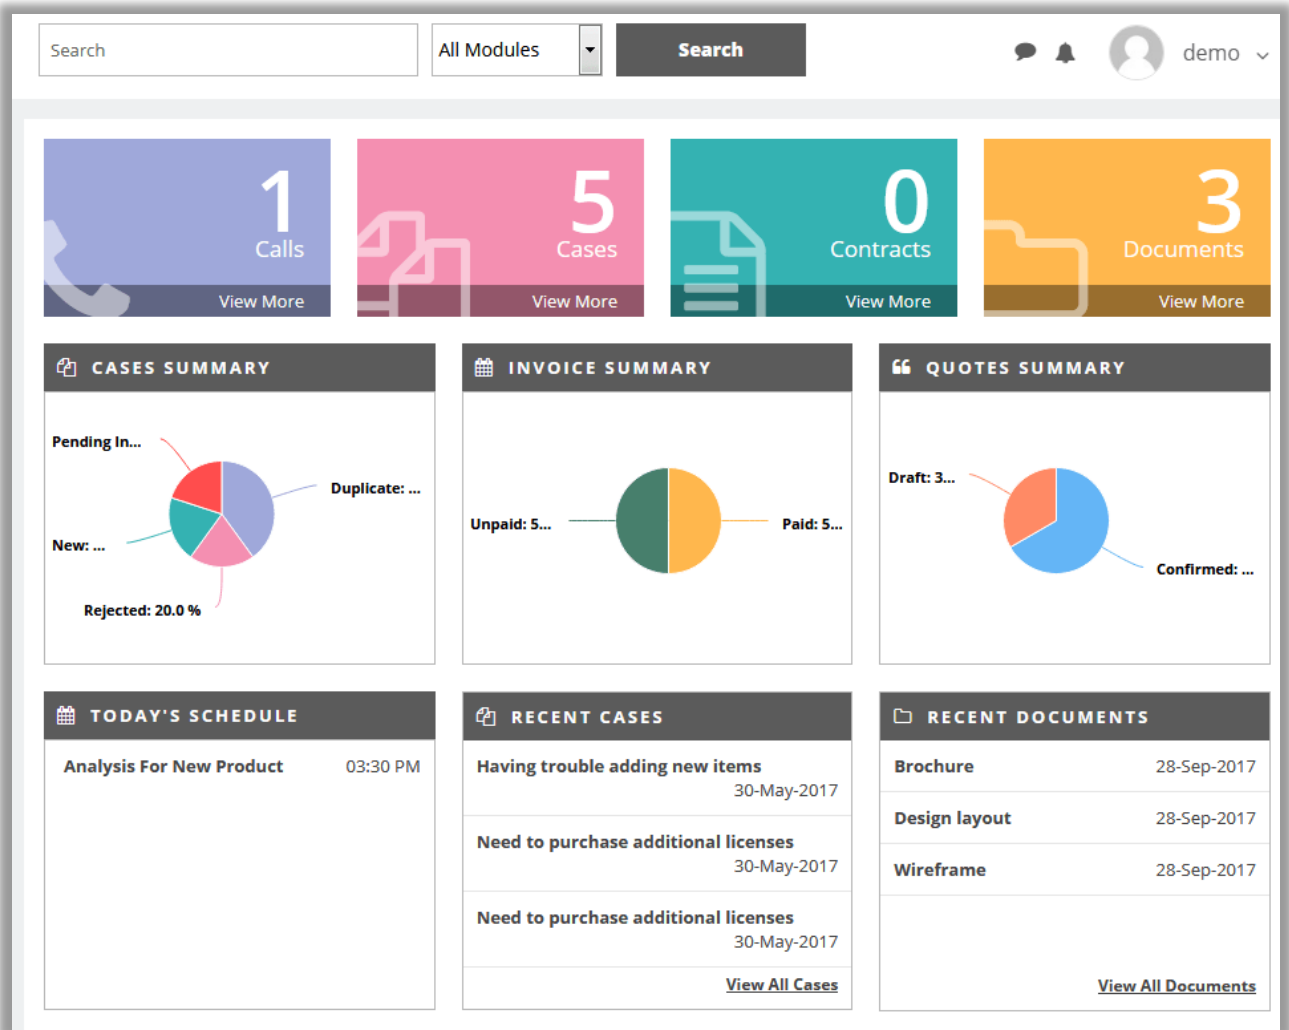 Search
All Modules
Search
demo
1
Calls
View More
5
Cases
View More
0
Contracts
View More
3
Documents
View More
CASES SUMMARY
Pending In...
Duplicate: ...
New: ...
Rejected: 20.0 %
INVOICE SUMMARY
Unpaid: 5...
Paid: 5...
QUOTES SUMMARY
Draft: 3...
Confirmed: ...
TODAY'S SCHEDULE
Analysis For New Product 03:30 PM
RECENT CASES
Having trouble adding new items
30-May-2017
Need to purchase additional licenses
30-May-2017
Need to purchase additional licenses
30-May-2017
View All Cases
RECENT DOCUMENTS
Brochure 28-Sep-2017
Design layout 28-Sep-2017
Wireframe 28-Sep-2017
View All Documents